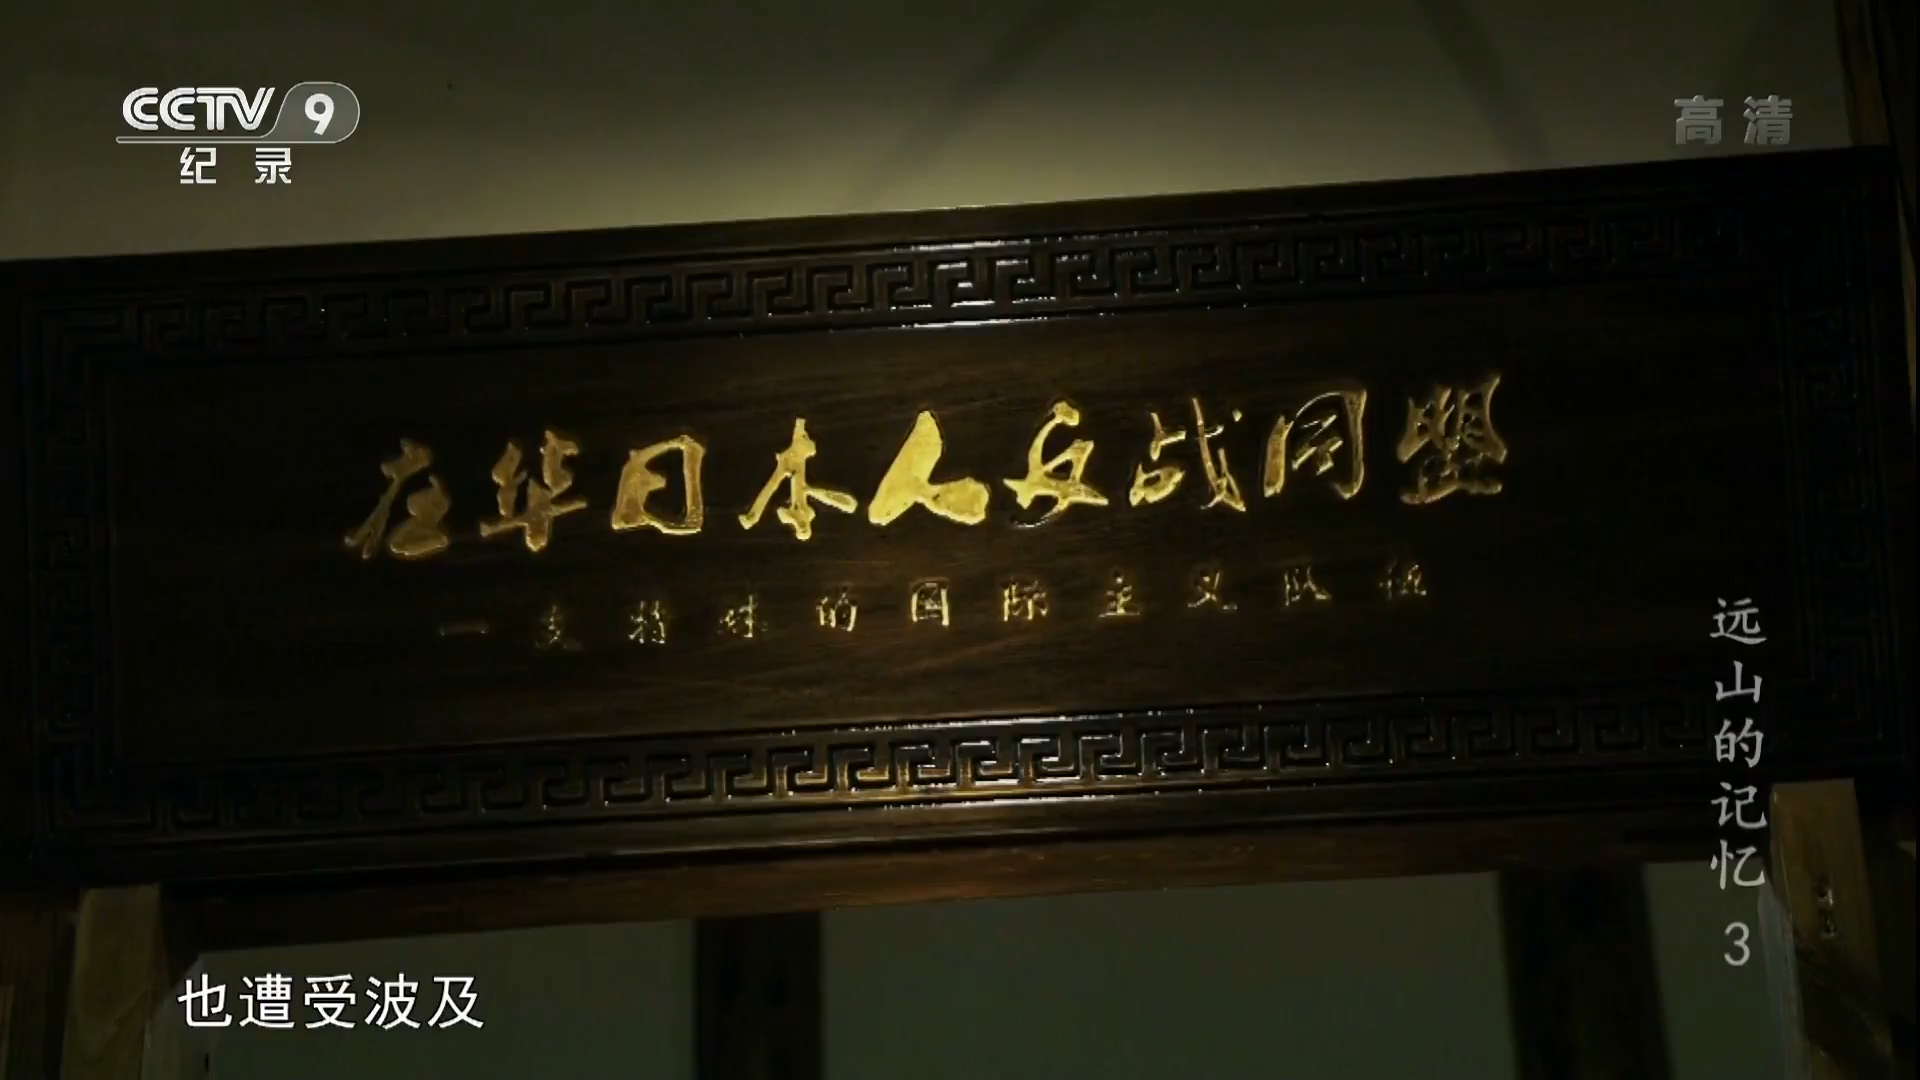 CCTV 9
纪录
高清
在华日本人反战同盟
一支特殊的国际主义队伍
远山的记忆 3
也遭受波及